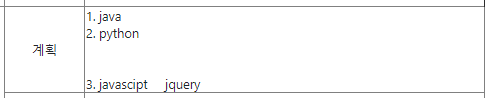 계획
1. java
2. python
3. javascipt jquery